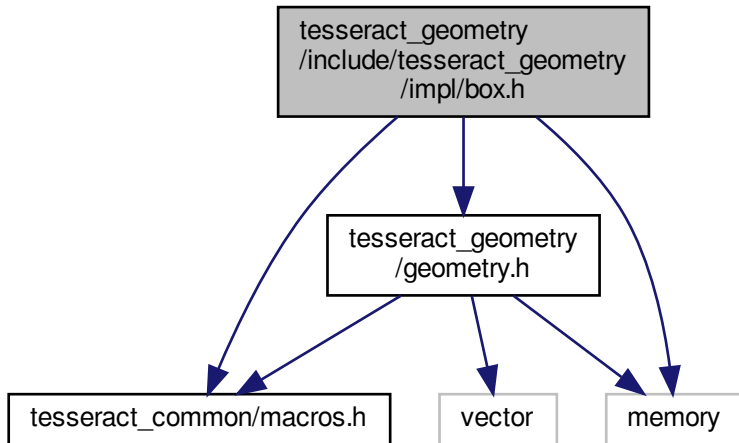 tesseract_geometry
/include/tesseract_geometry
/impl/box.h
tesseract_geometry
/geometry.h
tesseract_common/macros.h
vector
memory